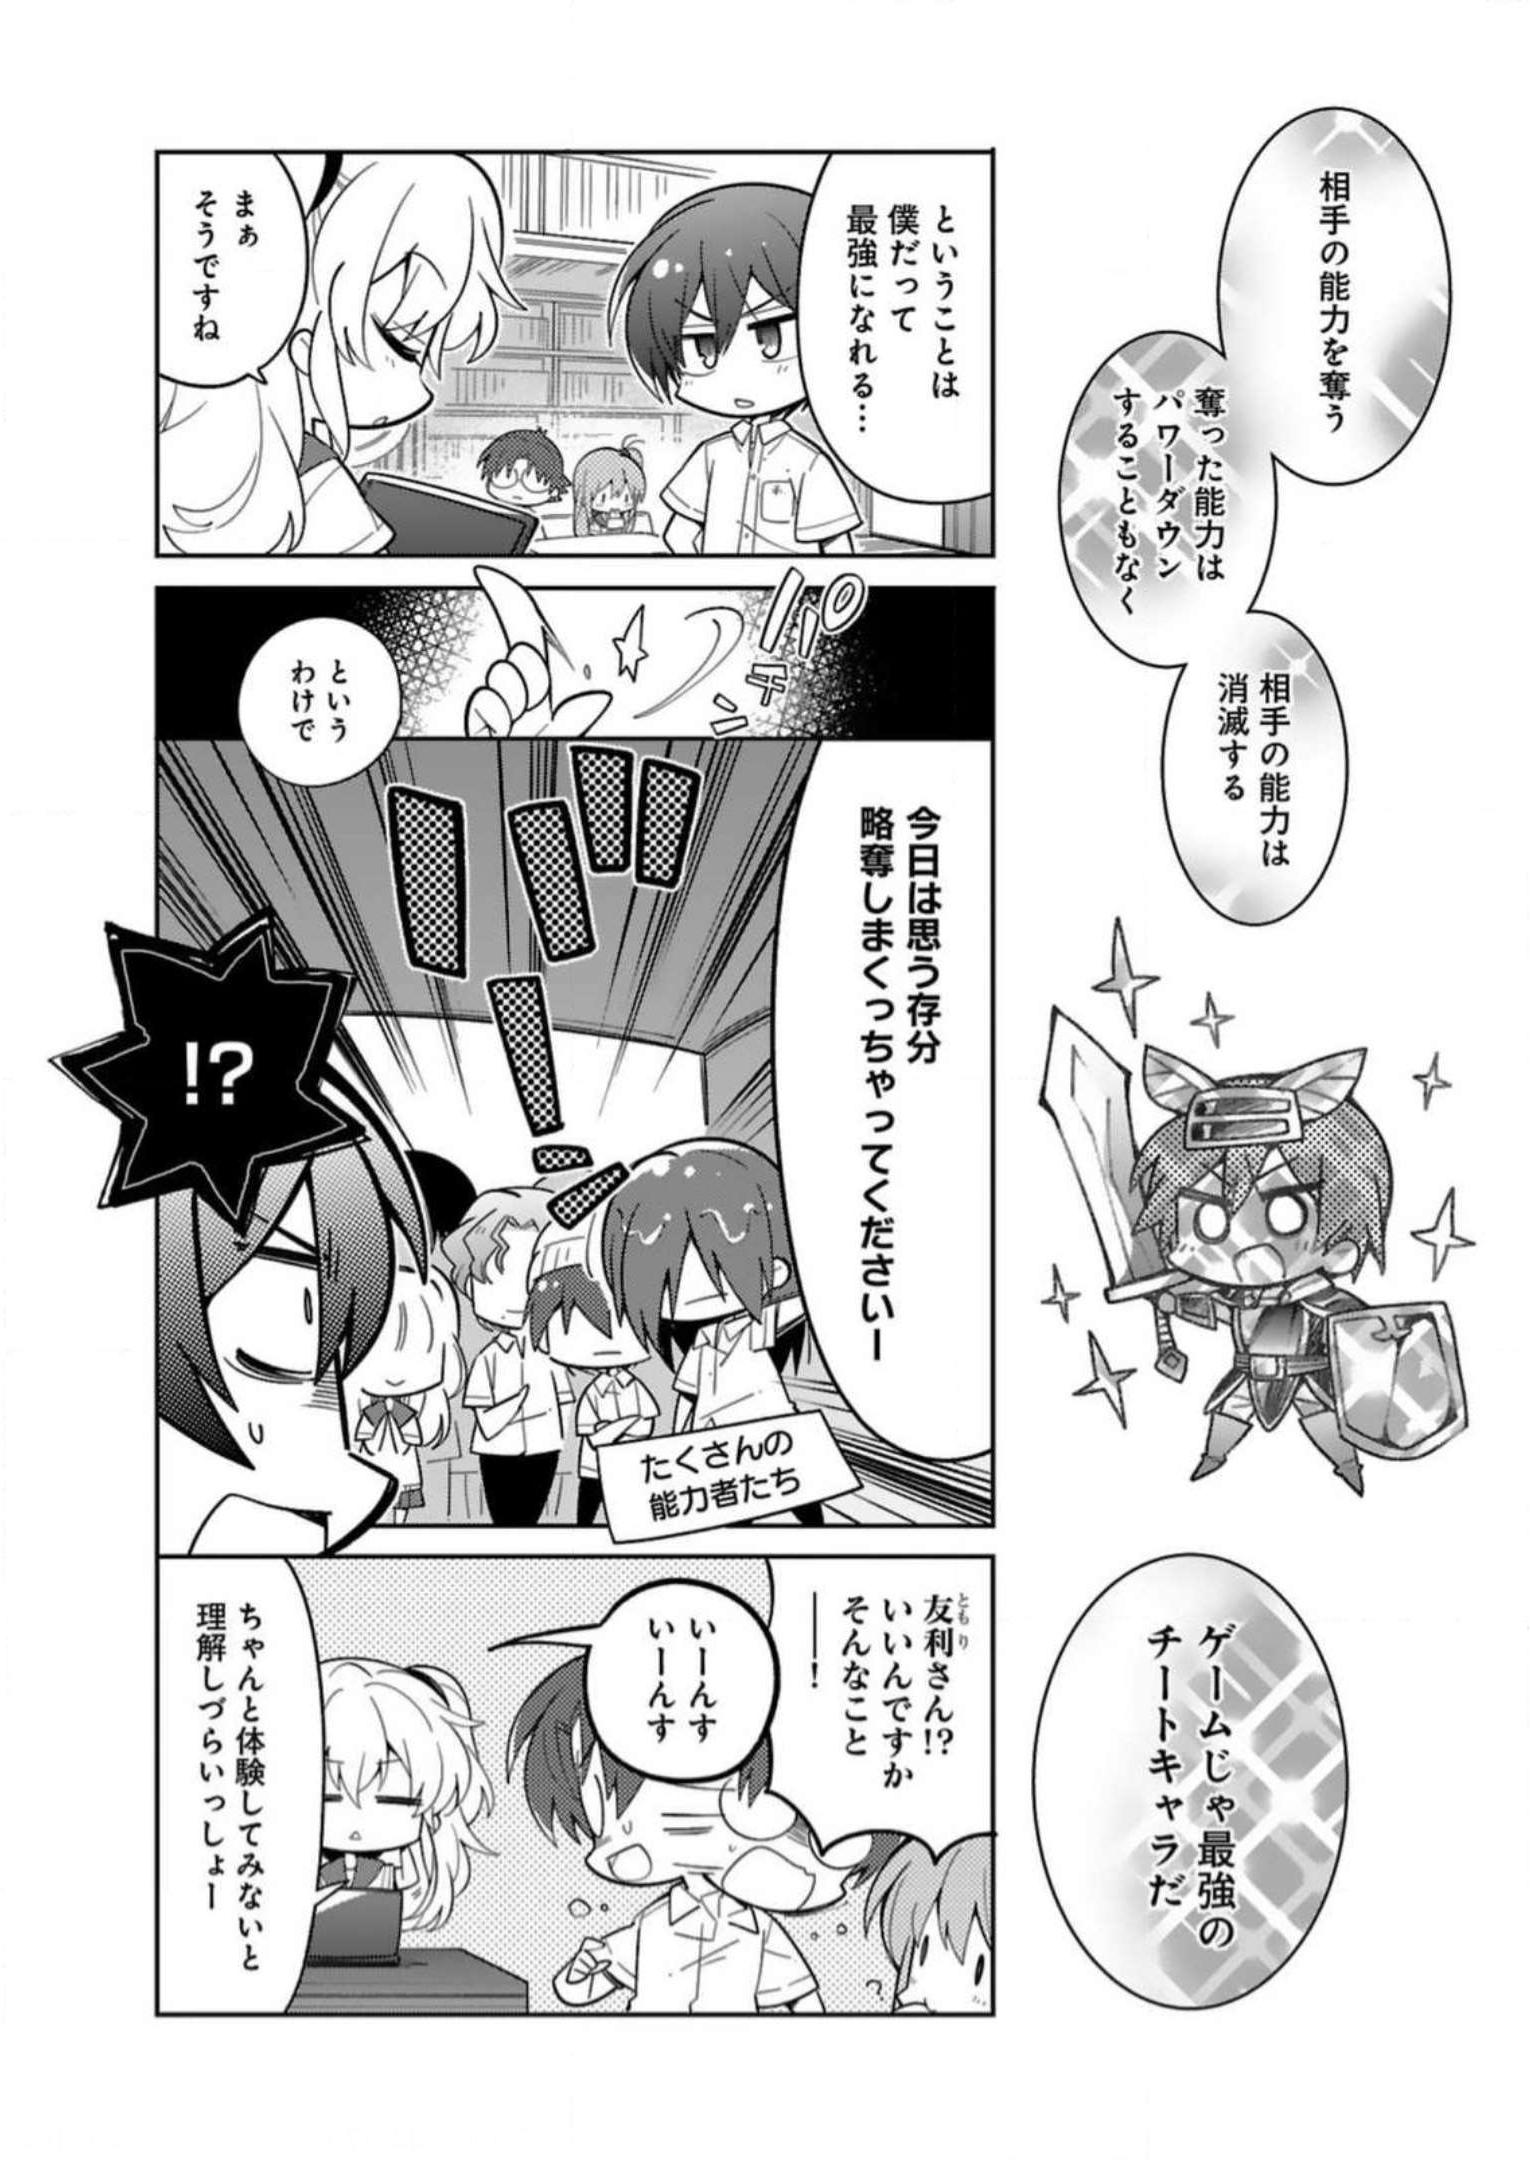 相手の能力を奪う
奪った能力は
パワーダウン
することもなく
相手の能力は
消滅する
ゲームじゃ最強の
チートキャラだ
ということは
僕だって
最強になれる…
まぁ
そうですね
パチン
という
わけで
今日は思う存分
略奪しまくっちゃってくださいー
!?
たくさんの
能力者たち
友利さん!?
ともり
いいんですか
そんなこと
――!
いーんす
いーんす
?
ちゃんと体験してみないと
理解しづらいっしょー